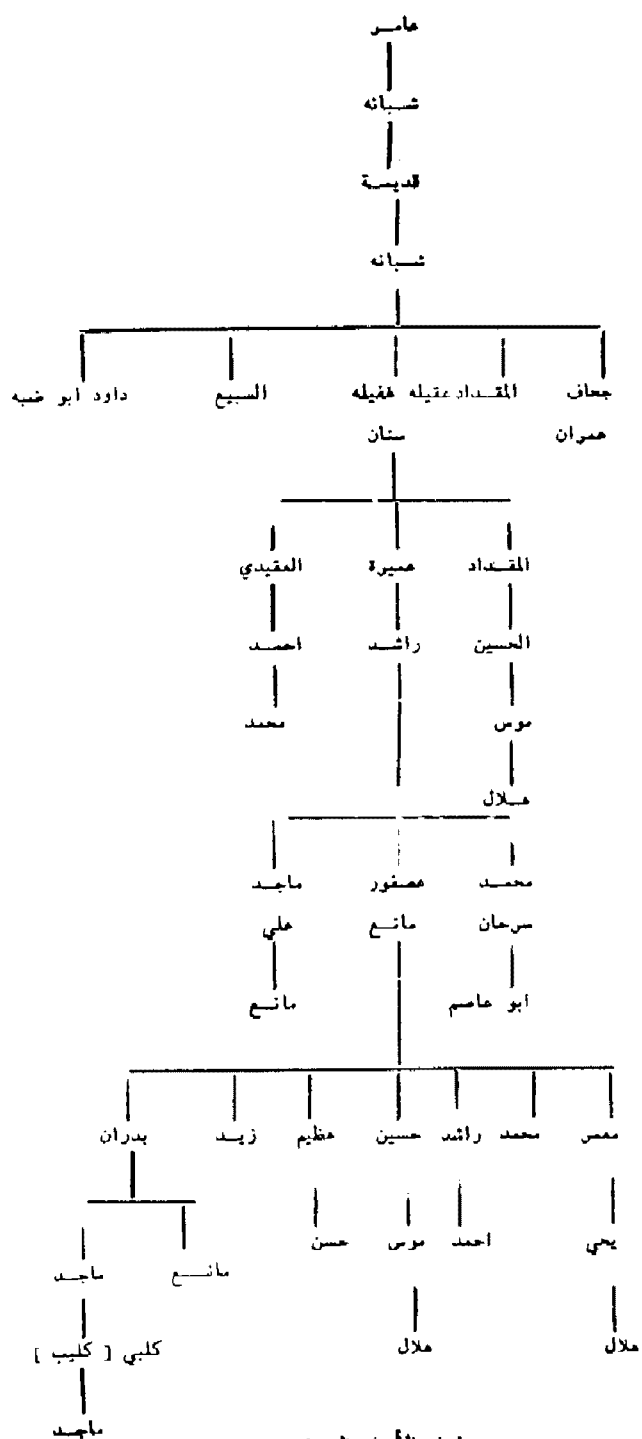 عامر
شبانه
قديمة
شبانه
جعاف المقداد عقيله غفيله السبيع داود ابو ضبه
عمران سنان
المقداد عميرة العقيدي
الحسين راشد احمد
موس محمد
هلال
محمد عصفور ماجد
سرحان مانع علي
ابو عاصم مانع
معمر محمد راشد حسين عظيم زيد بدران
يحي احمد موس حسن مانع ماجد
هلال هلال كلبي [ كليب ]
ماجد